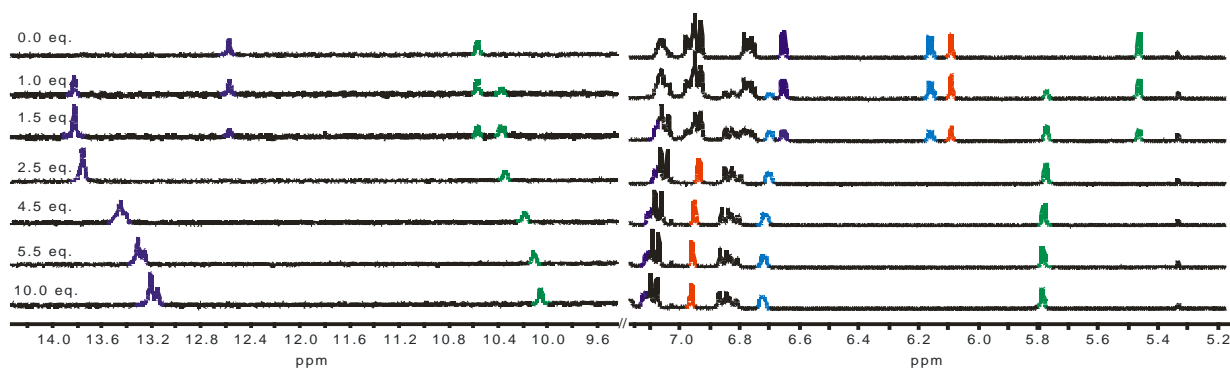 0.0 eq.
1.0 eq.
1.5 eq.
2.5 eq.
4.5 eq.
5.5 eq.
10.0 eq.
14.0 13.6 13.2 12.8 12.4 12.0 11.6 11.2 10.8 10.4 10.0 9.6 // 7.0 6.8 6.6 6.4 6.2 6.0 5.8 5.6 5.4 5.2
ppm ppm